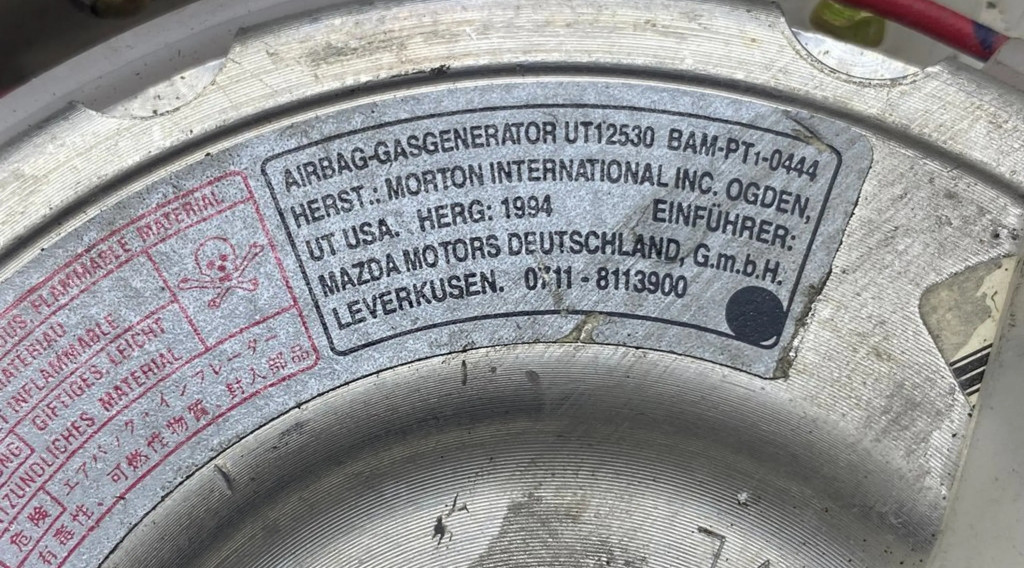 AIRBAG-GASGENERATOR UT12530 BAM-PT1-0444
HERST.: MORTON INTERNATIONAL INC. OGDEN,
UT USA. HERG: 1994 EINFÜHRER:
MAZDA MOTORS DEUTSCHLAND, G.m.b.H.
LEVERKUSEN. 0711 - 8113900
FLAMMABLE MATERIAL
INFLAMMABLE
GIFTIGES LEICHT
MATERIAL
危険 エアバッグ インフレーター
有毒性 可燃性物質 封入部品